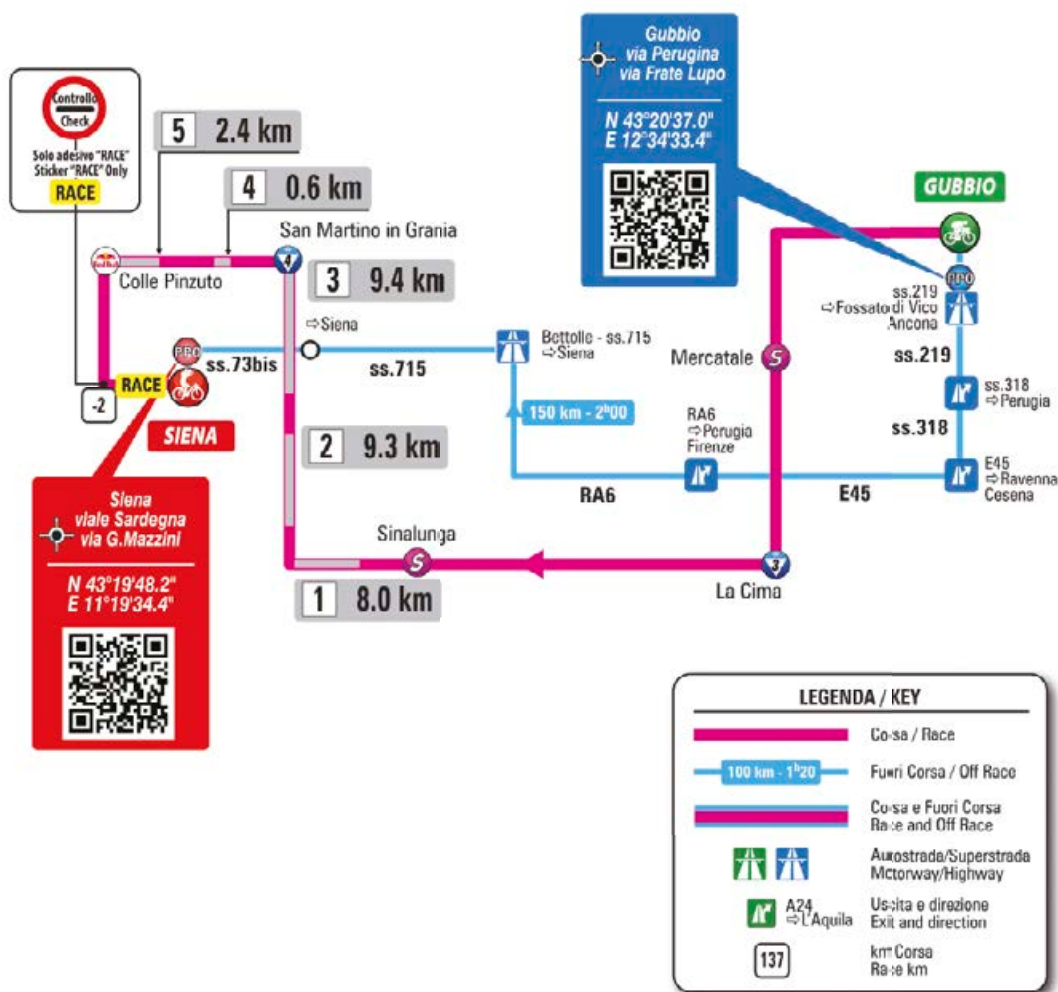 Gubbio
via Perugina
via Frate Lupo
N 43°20'37.0"
E 12°34'33.4"
Controllo
Check
Solo adesivo "RACE"
Sticker "RACE" Only
RACE
5 2.4 km
4 0.6 km
GUBBIO
San Martino in Grania
4
Red Bull
Colle Pinzuto
3 9.4 km
PPO
ss.219
⇨Fossato di Vico
Ancona
⇨Siena
PPO
ss.73bis
ss.715
Bettolle - ss.715
⇨Siena
Mercatale
S
ss.219
RACE
-2
SIENA
150 km - 2h00
RA6
⇨Perugia
Firenze
ss.318
⇨Perugia
ss.318
2 9.3 km
E45
⇨Ravenna
Cesena
RA6
E45
Siena
viale Sardegna
via G.Mazzini
N 43°19'48.2"
E 11°19'34.4"
Sinalunga
S
3
La Cima
1 8.0 km
LEGENDA / KEY
Corsa / Race
100 km - 1h20
Fuori Corsa / Off Race
Corsa e Fuori Corsa
Race and Off Race
Autostrada/Superstrada
Motorway/Highway
A24
⇨L'Aquila
Uscita e direzione
Exit and direction
137
km Corsa
Race km